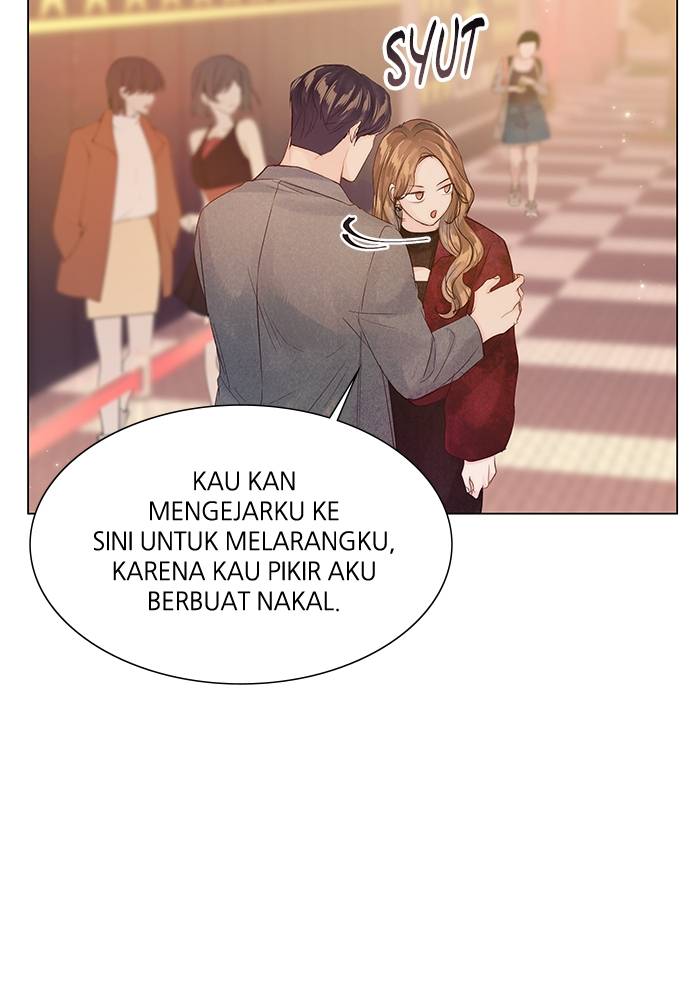 SYUT
KAU KAN
MENGEJARKU KE
SINI UNTUK MELARANGKU,
KARENA KAU PIKIR AKU
BERBUAT NAKAL.